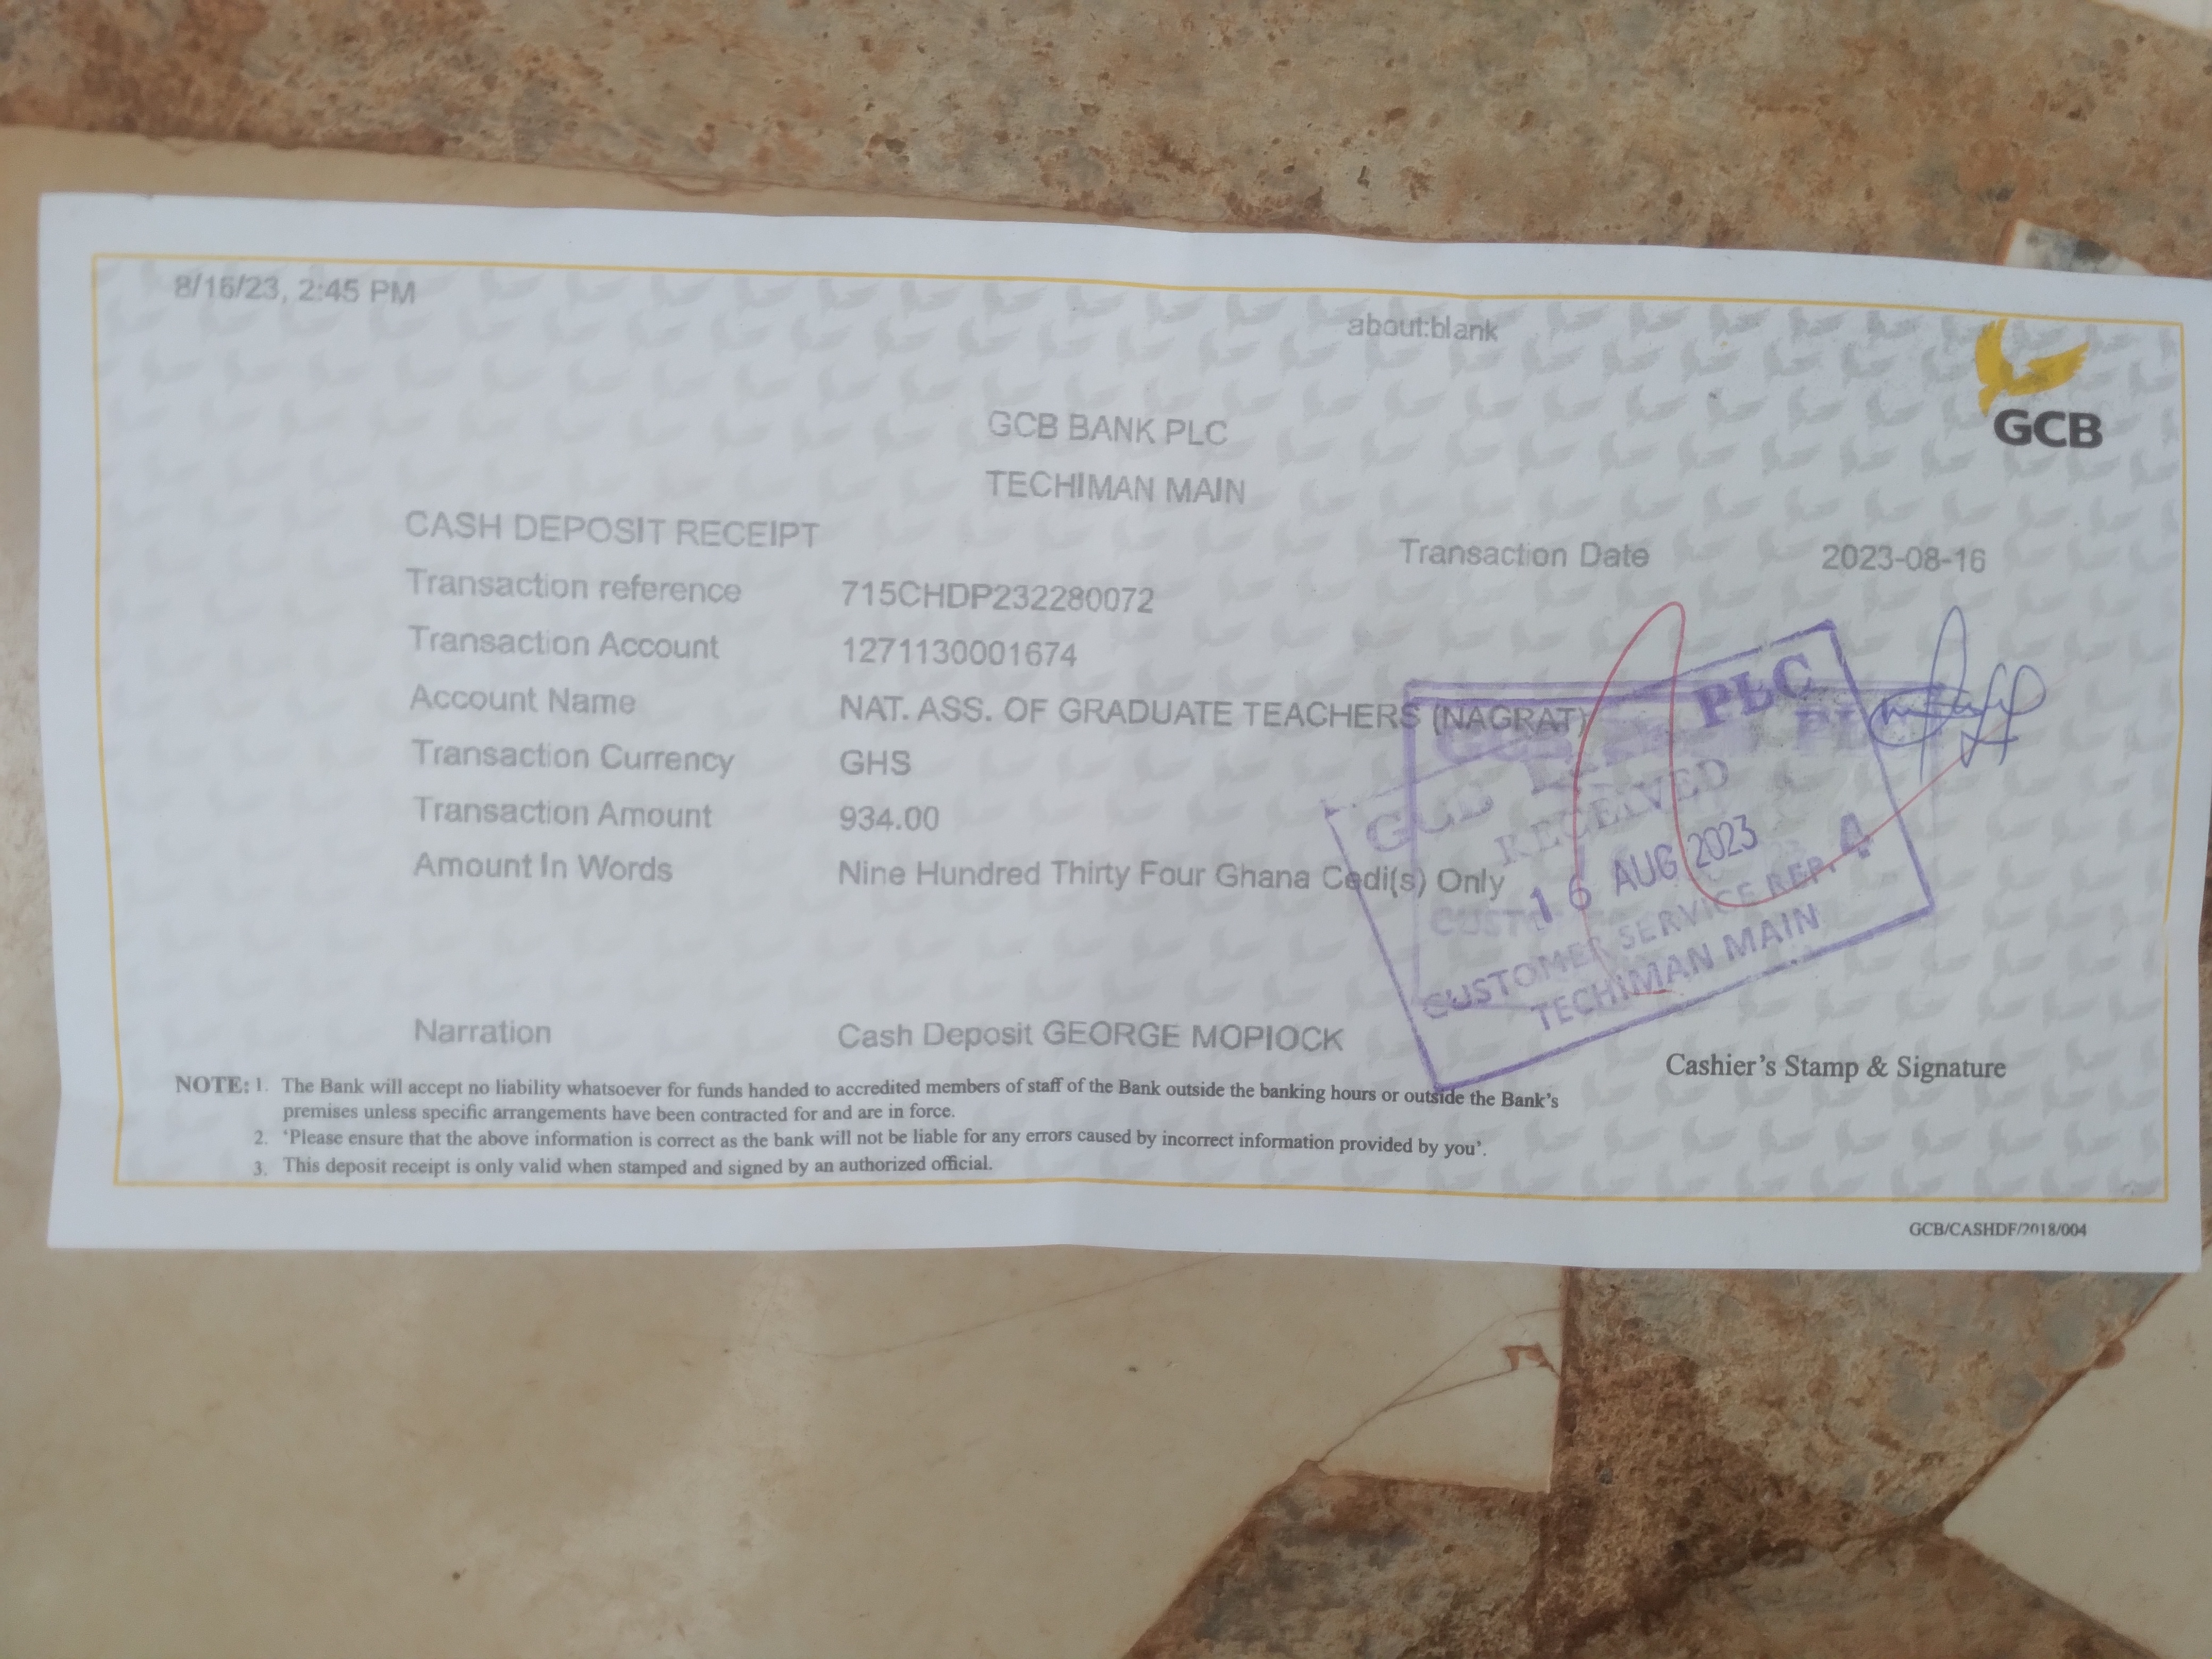 8/16/23, 2:45 PM
about:blank
GCB
GCB BANK PLC
TECHIMAN MAIN
CASH DEPOSIT RECEIPT
Transaction Date 2023-08-16
Transaction reference 715CHDP232280072
Transaction Account 1271130001674
Account Name NAT. ASS. OF GRADUATE TEACHERS (NAGRAT)
Transaction Currency GHS
Transaction Amount 934.00
Amount In Words Nine Hundred Thirty Four Ghana Cedi(s) Only
GCB BANK PLC
RECEIVED
16 AUG 2023
CUSTOMER SERVICE REP. 4
TECHIMAN MAIN
Narration Cash Deposit GEORGE MOPIOCK
Cashier's Stamp & Signature
NOTE: 1. The Bank will accept no liability whatsoever for funds handed to accredited members of staff of the Bank outside the banking hours or outside the Bank's
premises unless specific arrangements have been contracted for and are in force.
2. 'Please ensure that the above information is correct as the bank will not be liable for any errors caused by incorrect information provided by you'.
3. This deposit receipt is only valid when stamped and signed by an authorized official.
GCB/CASHDF/2018/004